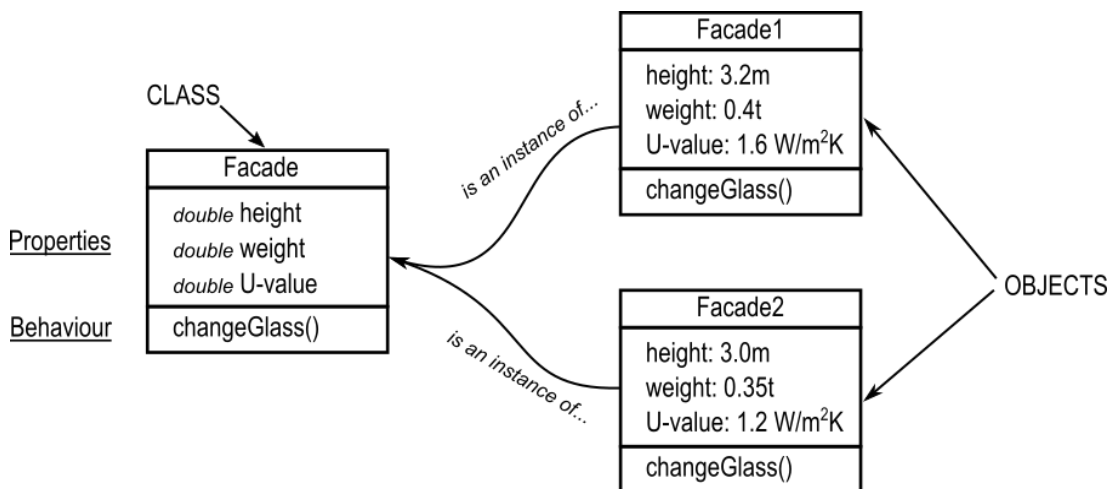 CLASS
Facade
double height
double weight
double U-value
changeGlass()
Properties
Behaviour
is an instance of...
is an instance of...
Facade1
height: 3.2m
weight: 0.4t
U-value: 1.6 W/m²K
changeGlass()
Facade2
height: 3.0m
weight: 0.35t
U-value: 1.2 W/m²K
changeGlass()
OBJECTS